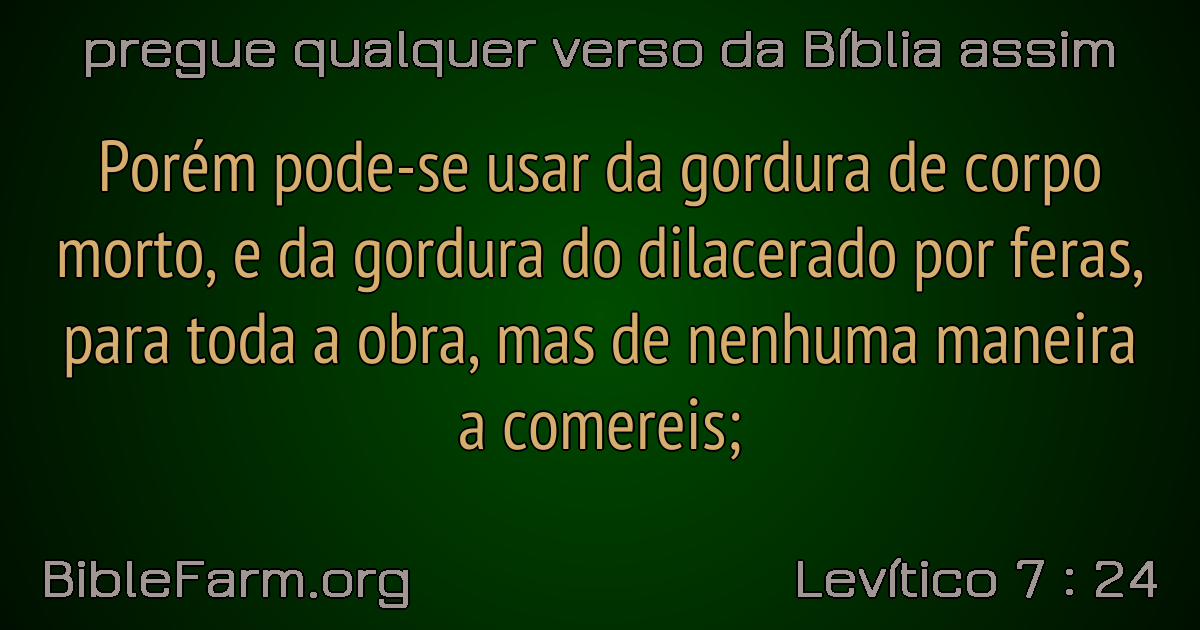 pregue qualquer verso da Bíblia assim
Porém pode-se usar da gordura de corpo
morto, e da gordura do dilacerado por feras,
para toda a obra, mas de nenhuma maneira
a comereis;
BibleFarm.org
Levítico 7 : 24